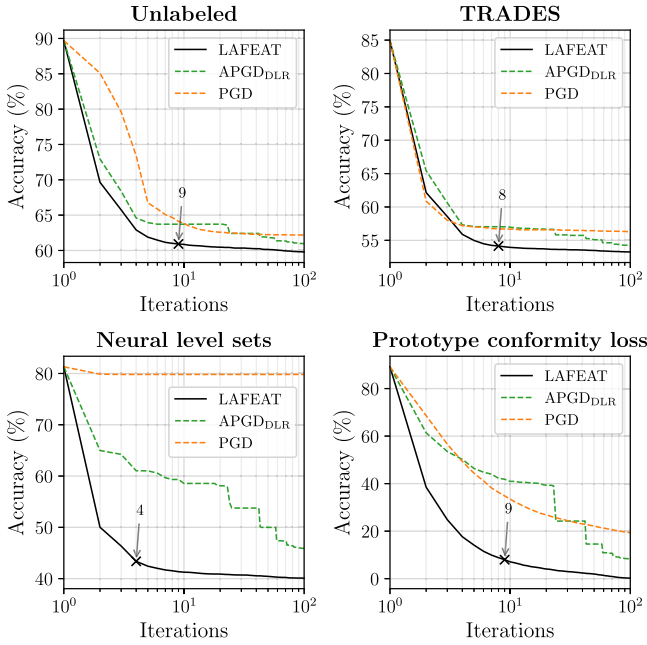 Unlabeled
Accuracy (%)
90
85
80
75
70
65
60
LAFEAT
APGD_DLR
PGD
9
10^0
10^1
10^2
Iterations
TRADES
Accuracy (%)
85
80
75
70
65
60
55
LAFEAT
APGD_DLR
PGD
8
10^0
10^1
10^2
Iterations
Neural level sets
Accuracy (%)
80
70
60
50
40
LAFEAT
APGD_DLR
PGD
4
10^0
10^1
10^2
Iterations
Prototype conformity loss
Accuracy (%)
80
60
40
20
0
LAFEAT
APGD_DLR
PGD
9
10^0
10^1
10^2
Iterations